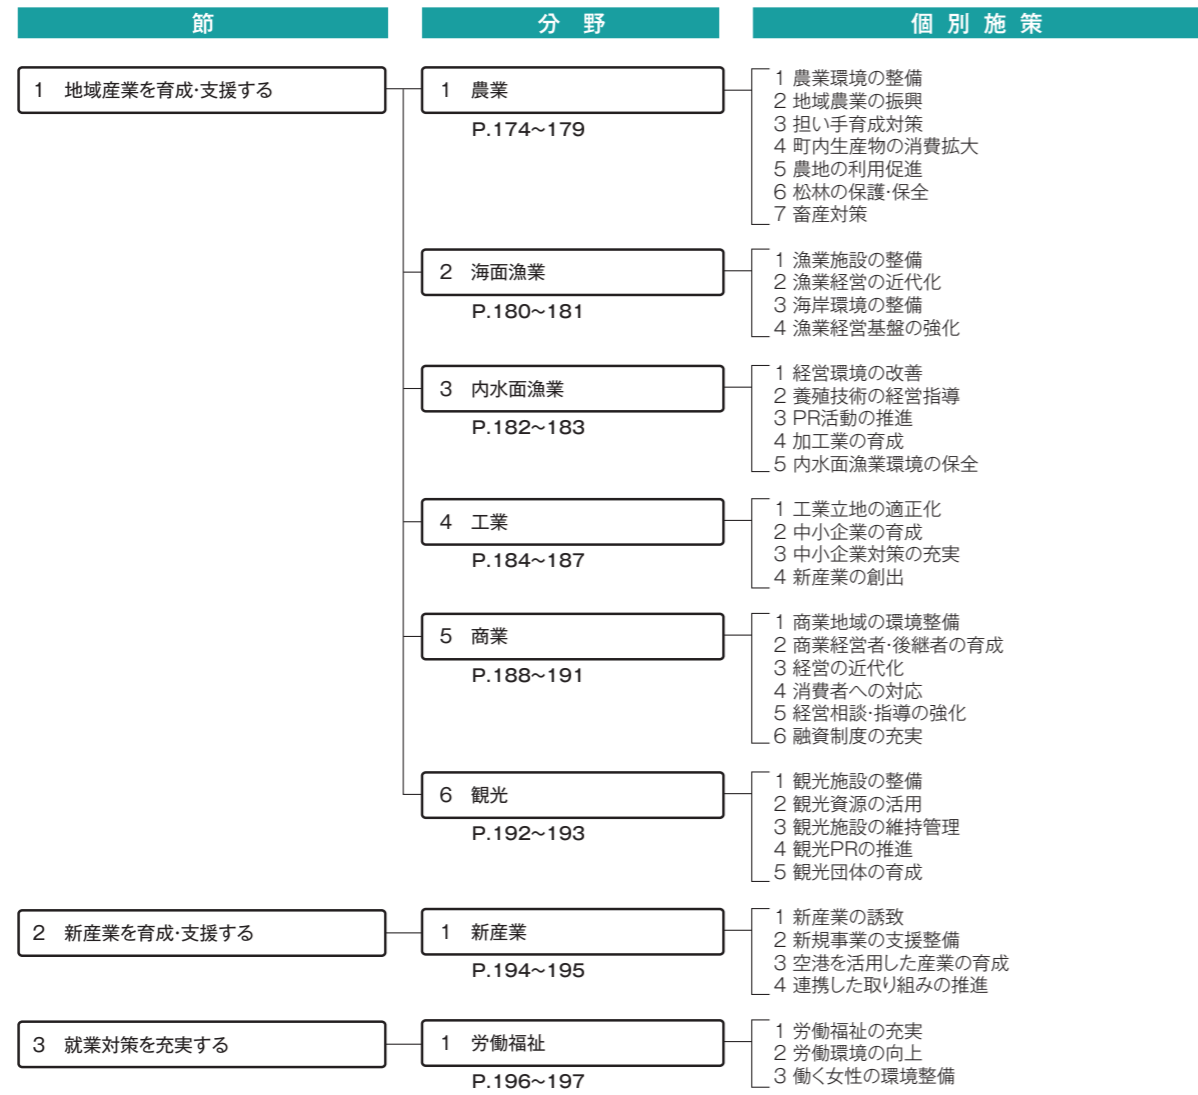 節
分野
個別施策
1 地域産業を育成・支援する
1 農業
P.174~179
1 農業環境の整備
2 地域農業の振興
3 担い手育成対策
4 町内生産物の消費拡大
5 農地の利用促進
6 松林の保護・保全
7 畜産対策
2 海面漁業
P.180~181
1 漁業施設の整備
2 漁業経営の近代化
3 海岸環境の整備
4 漁業経営基盤の強化
3 内水面漁業
P.182~183
1 経営環境の改善
2 養殖技術の経営指導
3 PR活動の推進
4 加工業の育成
5 内水面漁業環境の保全
4 工業
P.184~187
1 工業立地の適正化
2 中小企業の育成
3 中小企業対策の充実
4 新産業の創出
5 商業
P.188~191
1 商業地域の環境整備
2 商業経営者・後継者の育成
3 経営の近代化
4 消費者への対応
5 経営相談・指導の強化
6 融資制度の充実
6 観光
P.192~193
1 観光施設の整備
2 観光資源の活用
3 観光施設の維持管理
4 観光PRの推進
5 観光団体の育成
2 新産業を育成・支援する
1 新産業
P.194~195
1 新産業の誘致
2 新規事業の支援整備
3 空港を活用した産業の育成
4 連携した取り組みの推進
3 就業対策を充実する
1 労働福祉
P.196~197
1 労働福祉の充実
2 労働環境の向上
3 働く女性の環境整備